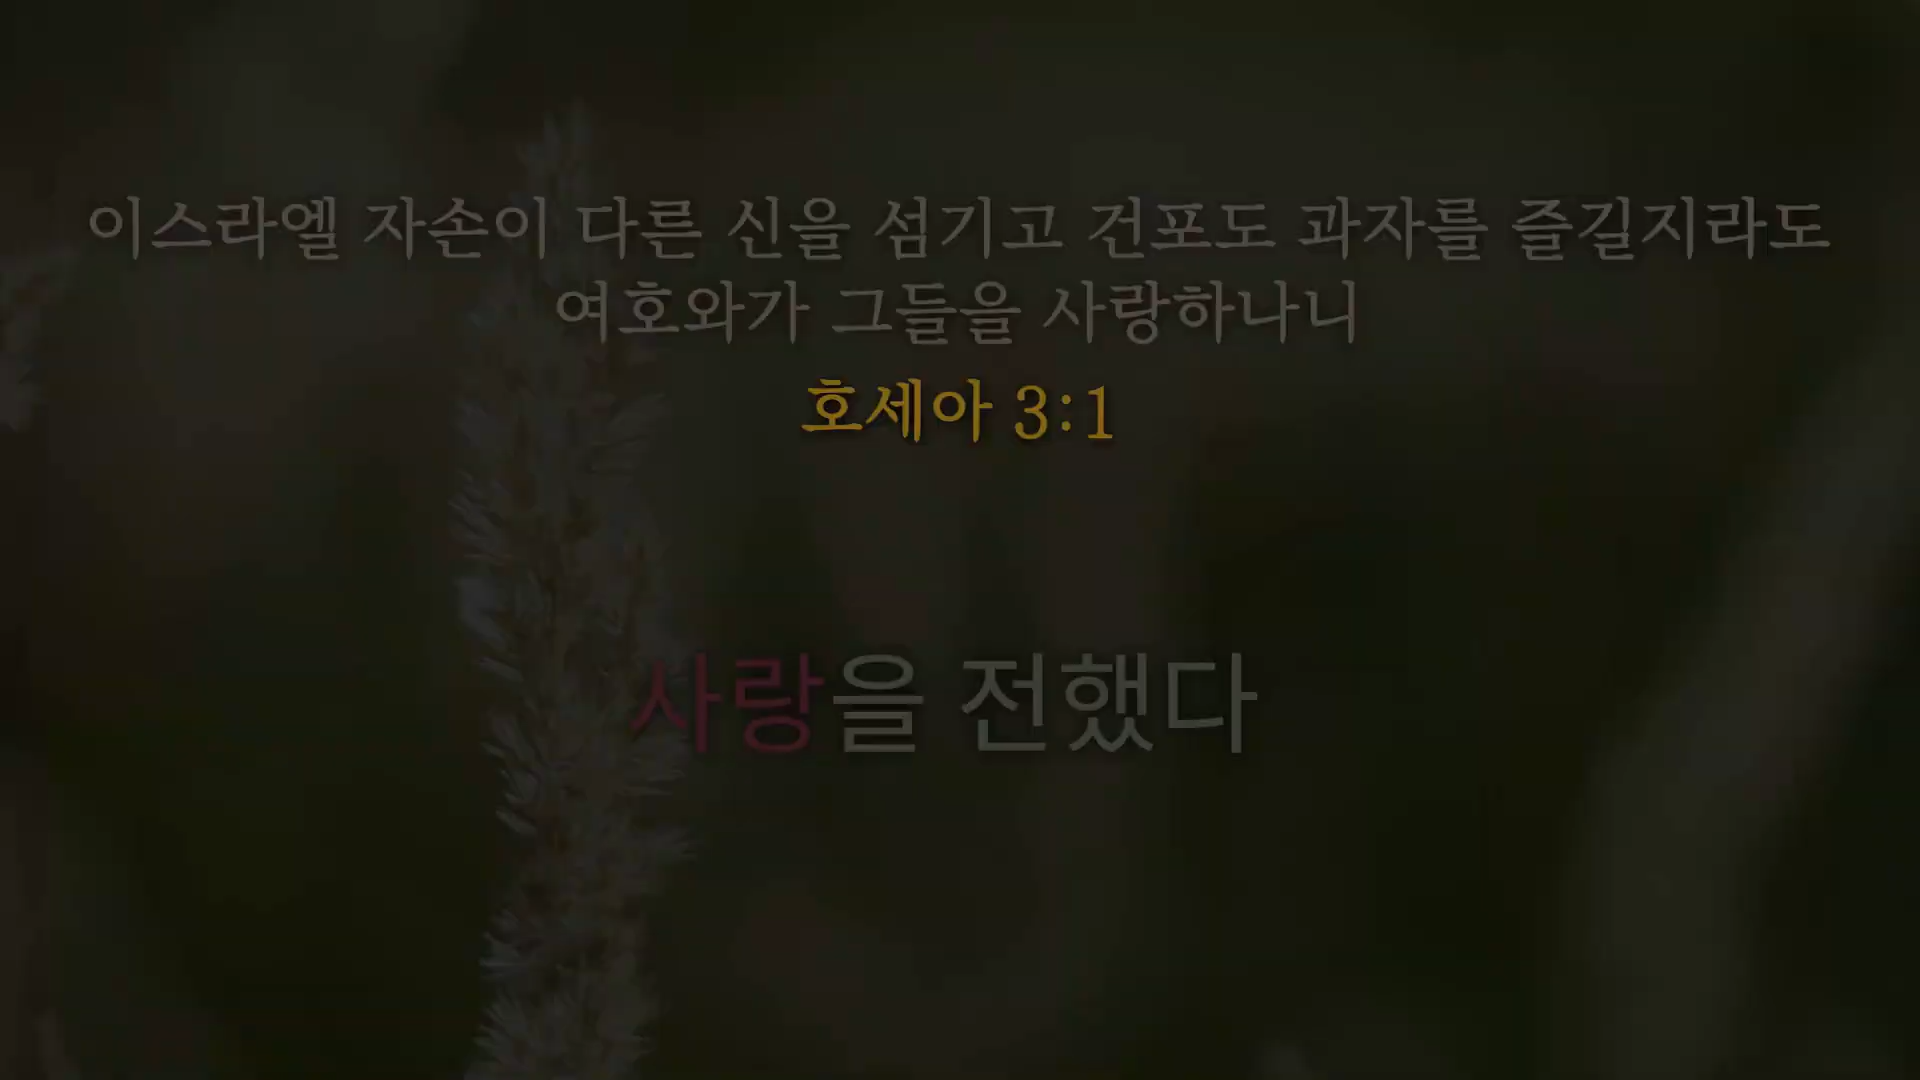 이스라엘 자손이 다른 신을 섬기고 건포도 과자를 즐길지라도
여호와가 그들을 사랑하나니
호세아 3:1
사랑을 전했다